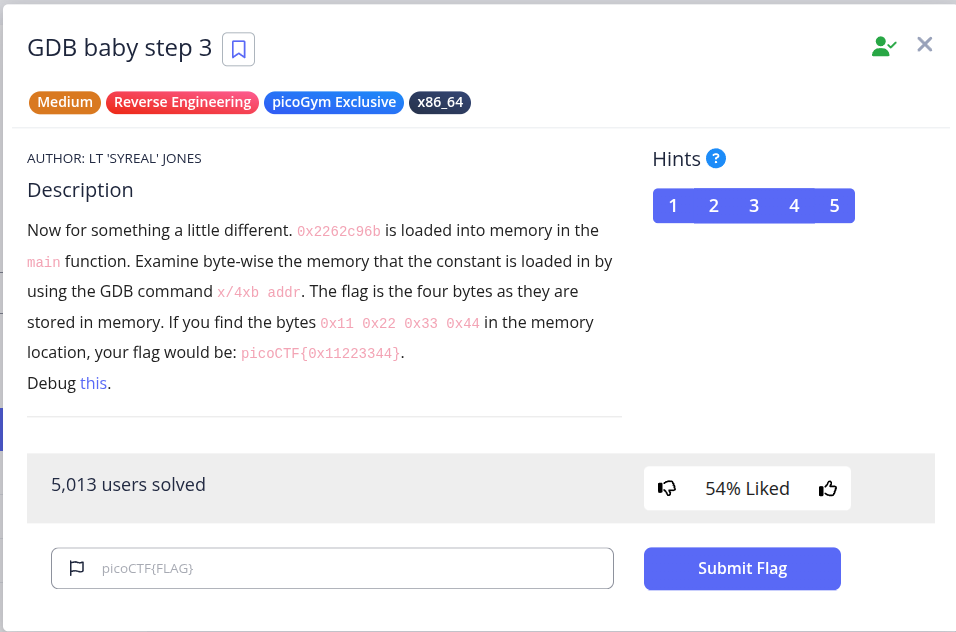 GDB baby step 3
Medium Reverse Engineering picoGym Exclusive x86_64
AUTHOR: LT 'SYREAL' JONES
Description
Now for something a little different. 0x2262c96b is loaded into memory in the
main function. Examine byte-wise the memory that the constant is loaded in by
using the GDB command x/4xb addr. The flag is the four bytes as they are
stored in memory. If you find the bytes 0x11 0x22 0x33 0x44 in the memory
location, your flag would be: picoCTF{0x11223344}.
Debug this.
Hints ?
1 2 3 4 5
5,013 users solved
54% Liked
picoCTF{FLAG}
Submit Flag